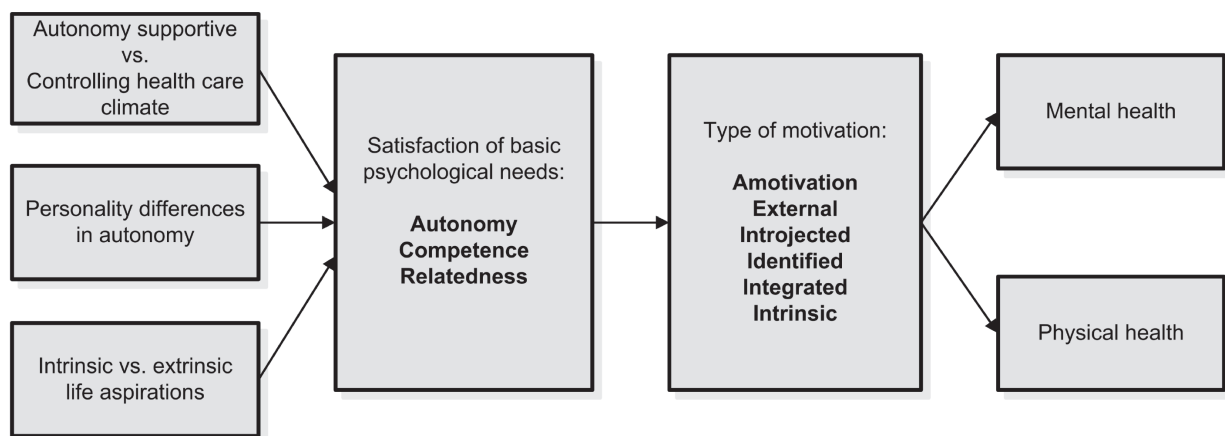 Autonomy supportive
vs.
Controlling health care
climate
Personality differences
in autonomy
Intrinsic vs. extrinsic
life aspirations
Satisfaction of basic
psychological needs:
Autonomy
Competence
Relatedness
Type of motivation:
Amotivation
External
Introjected
Identified
Integrated
Intrinsic
Mental health
Physical health